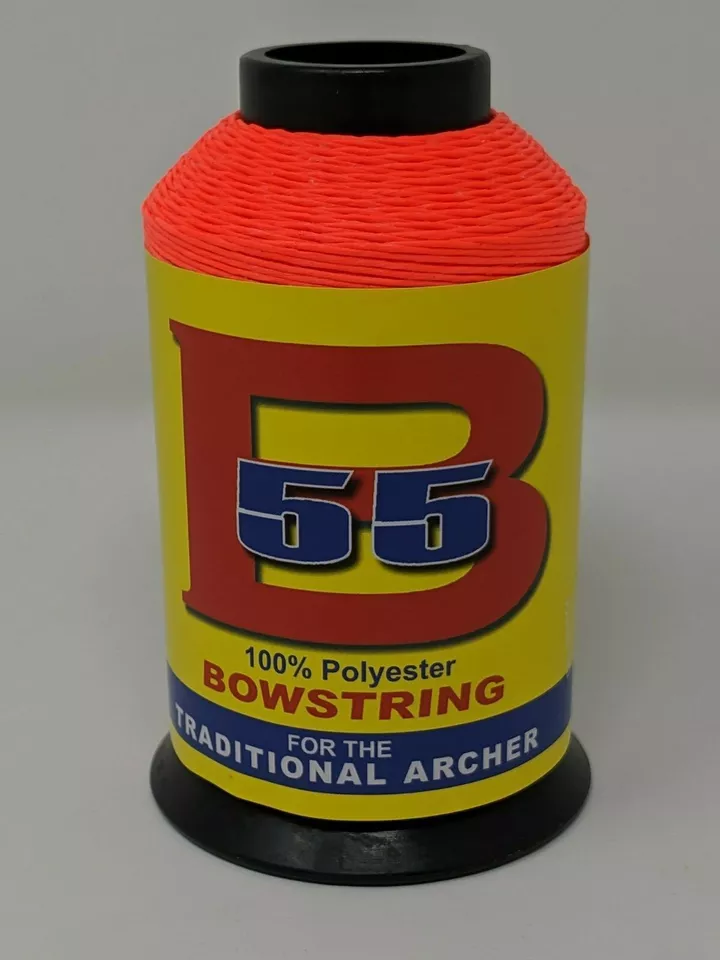 B
55
100% Polyester
BOWSTRING
FOR THE
TRADITIONAL ARCHER